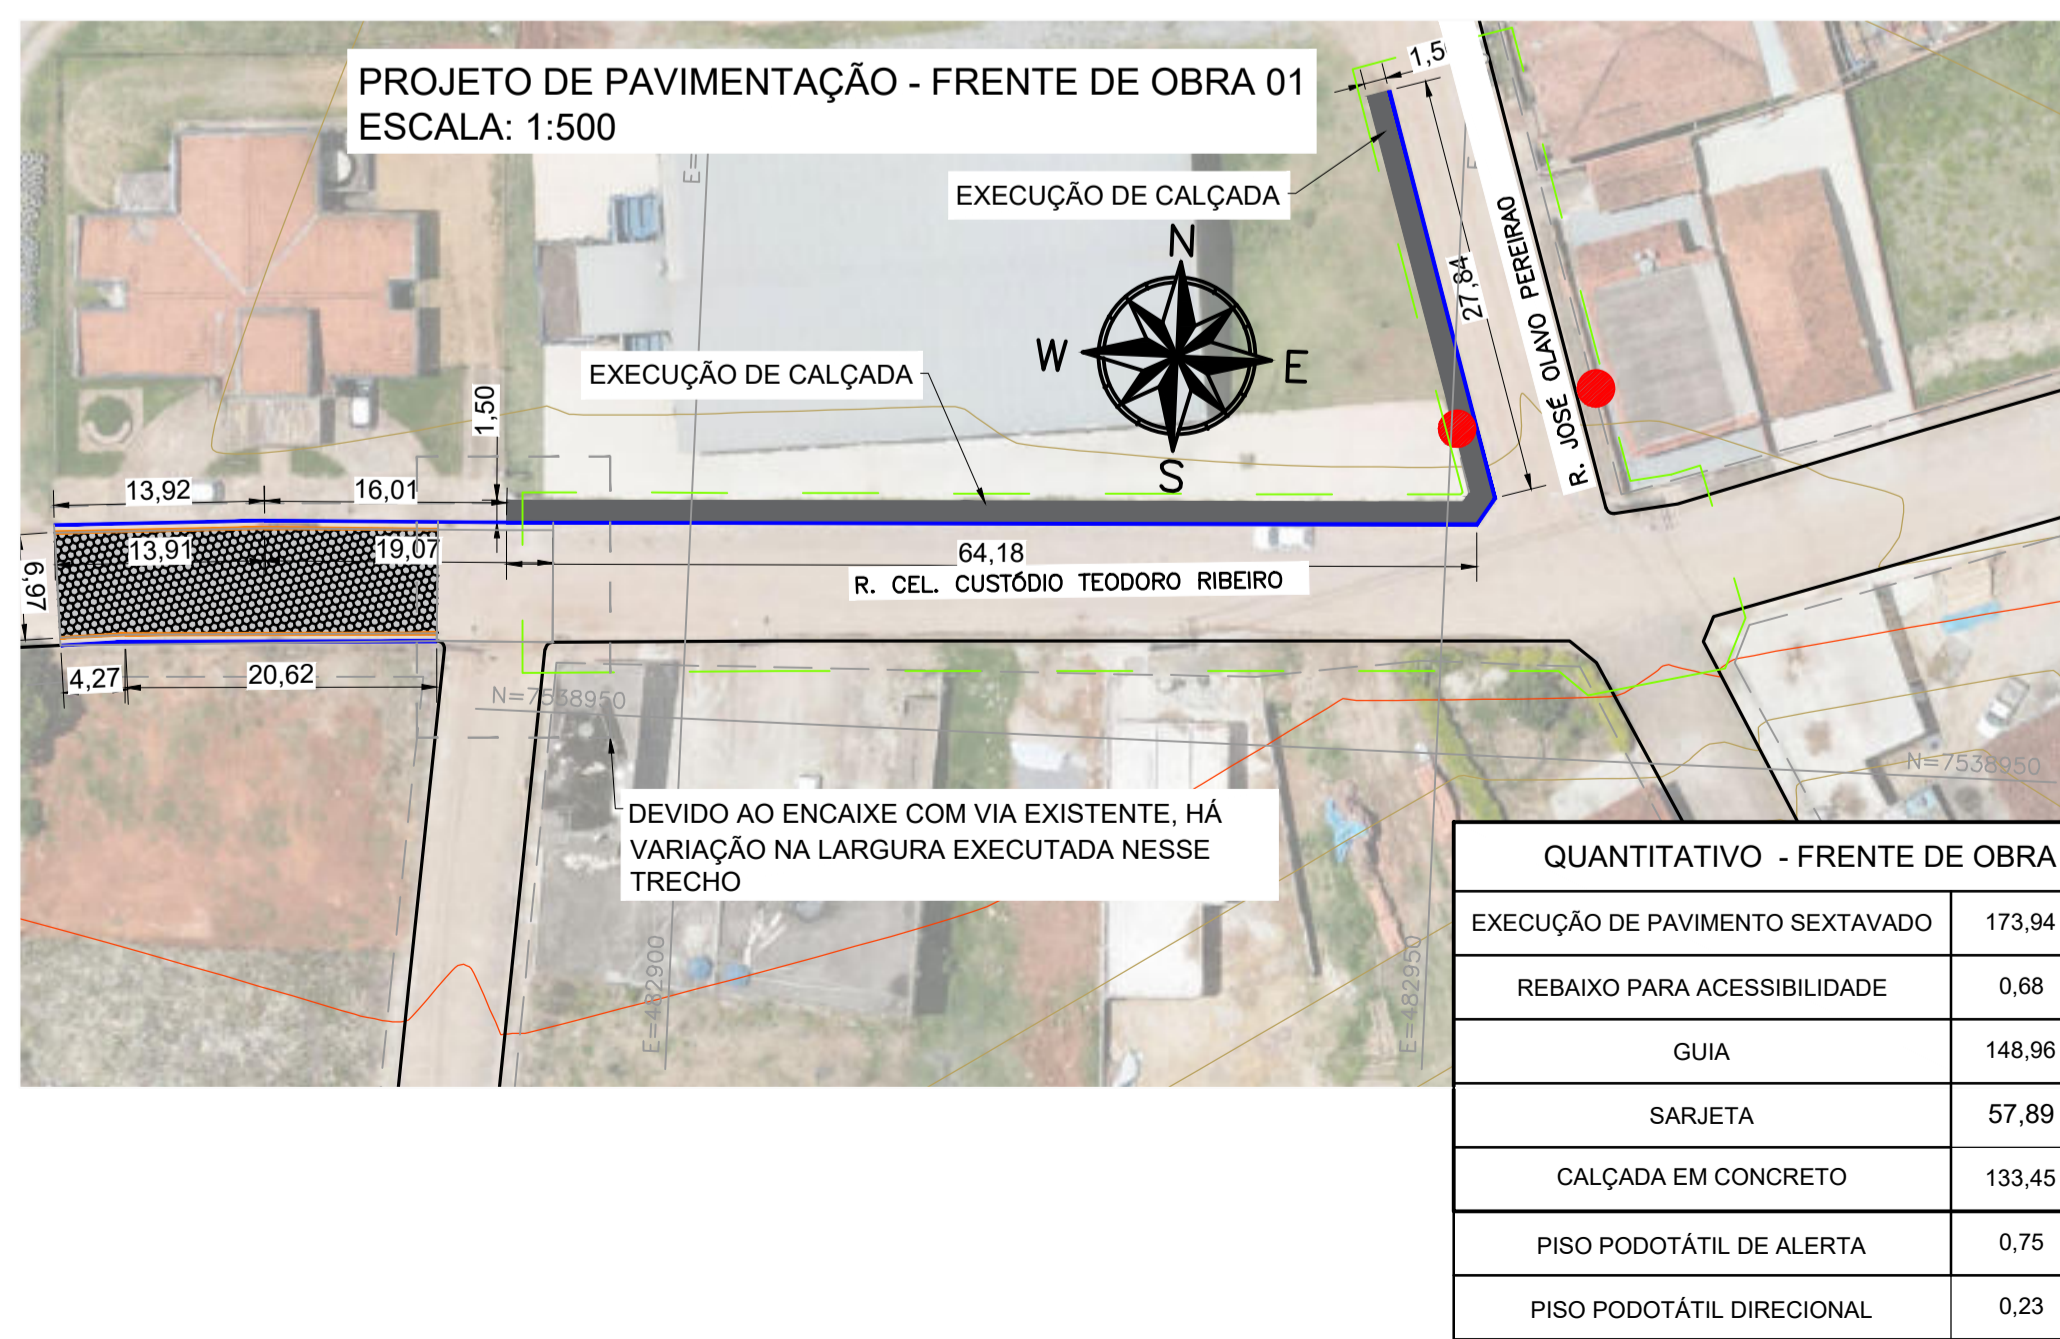 PROJETO DE PAVIMENTAÇÃO - FRENTE DE OBRA 01
ESCALA: 1:500
1,5
EXECUÇÃO DE CALÇADA
E=
E
N
W
E
S
27,84
R. JOSÉ OLAVO PEREIRAO
EXECUÇÃO DE CALÇADA
1,50
13,92
16,01
13,91
19,07
64,18
6,97
R. CEL. CUSTÓDIO TEODORO RIBEIRO
4,27
20,62
N=7538950
N=7538950
DEVIDO AO ENCAIXE COM VIA EXISTENTE, HÁ
VARIAÇÃO NA LARGURA EXECUTADA NESSE
TRECHO
E=482900
E=482950
QUANTITATIVO - FRENTE DE OBRA
EXECUÇÃO DE PAVIMENTO SEXTAVADO 173,94
REBAIXO PARA ACESSIBILIDADE 0,68
GUIA 148,96
SARJETA 57,89
CALÇADA EM CONCRETO 133,45
PISO PODOTÁTIL DE ALERTA 0,75
PISO PODOTÁTIL DIRECIONAL 0,23